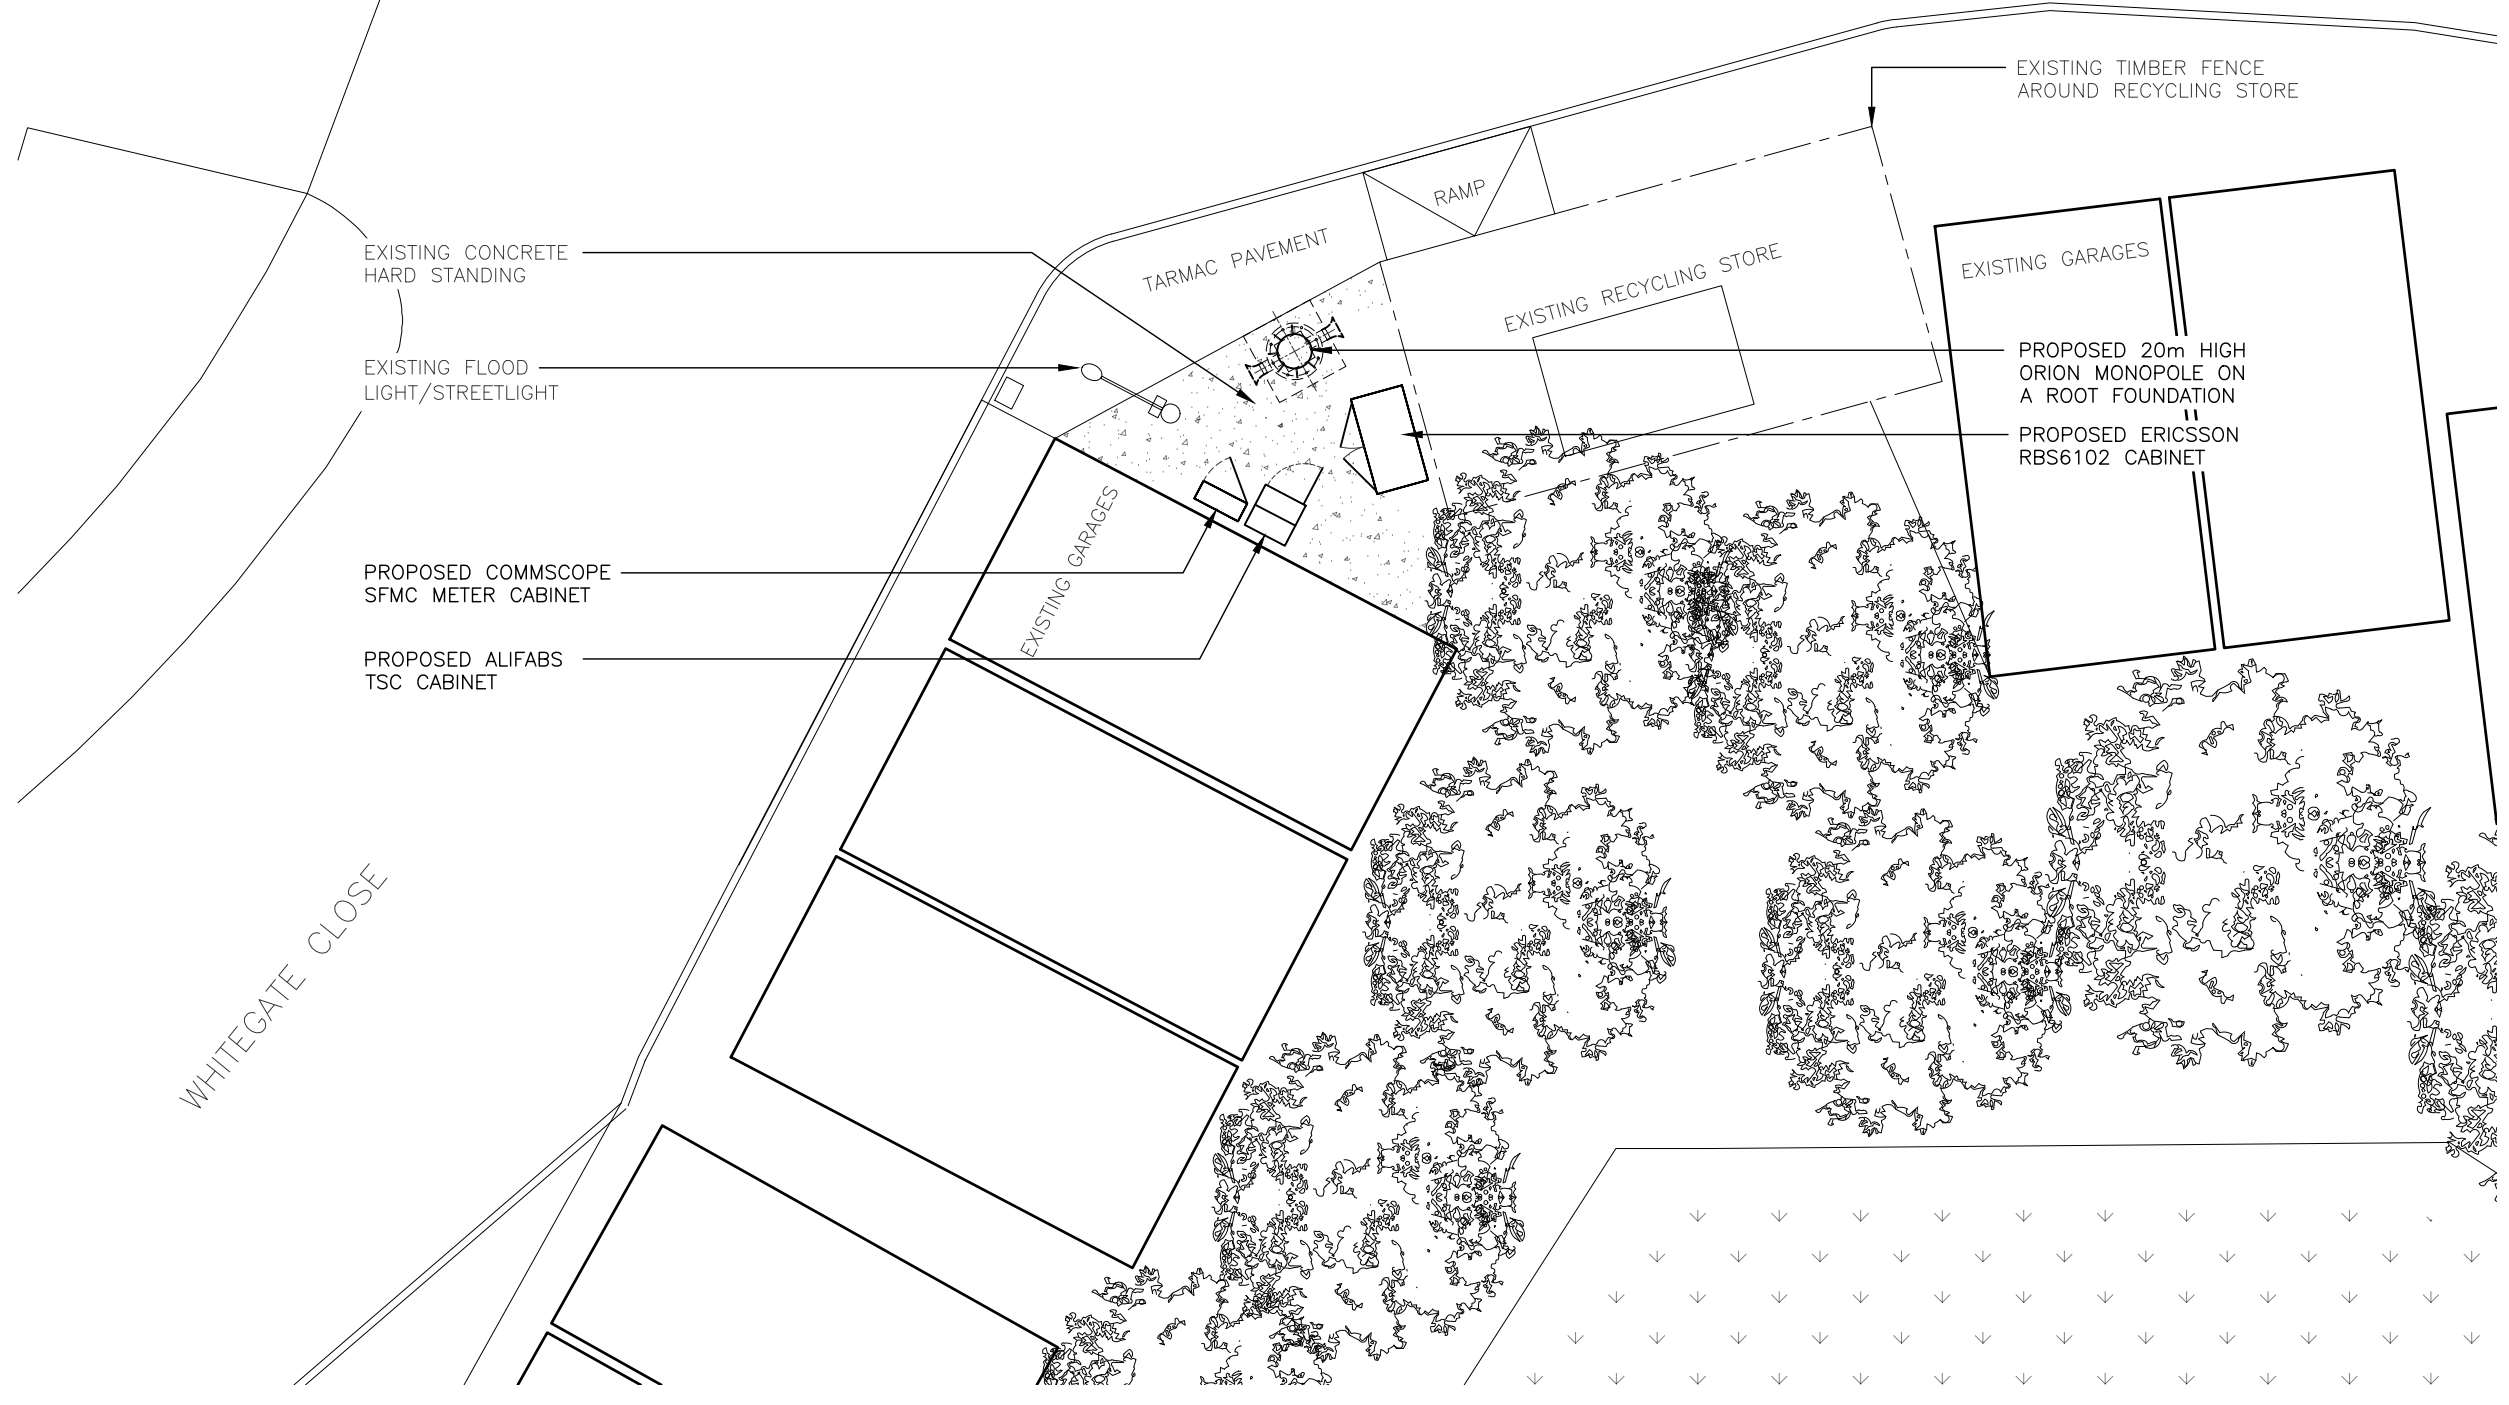 EXISTING TIMBER FENCE
AROUND RECYCLING STORE
RAMP
TARMAC PAVEMENT
EXISTING CONCRETE
HARD STANDING
EXISTING RECYCLING STORE
EXISTING GARAGES
EXISTING FLOOD
LIGHT/STREETLIGHT
PROPOSED 20m HIGH
ORION MONOPOLE ON
A ROOT FOUNDATION
PROPOSED ERICSSON
RBS6102 CABINET
EXISTING GARAGES
PROPOSED COMMSCOPE
SFMC METER CABINET
PROPOSED ALIFABS
TSC CABINET
WHITEGATE CLOSE